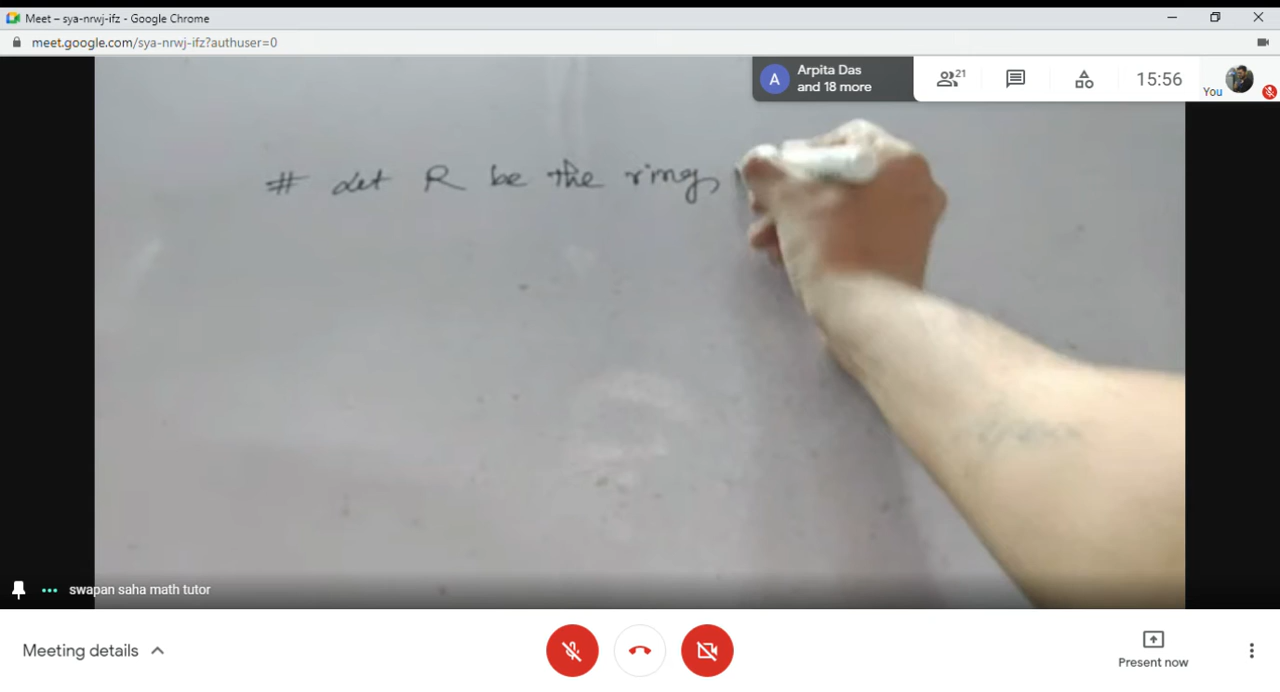 Meet – sya-nrwj-ifz - Google Chrome
meet.google.com/sya-nrwj-ifz?authuser=0
Arpita Das
and 18 more
21
15:56
A
You
# Let R be the ring,
swapan saha math tutor
Meeting details
Present now